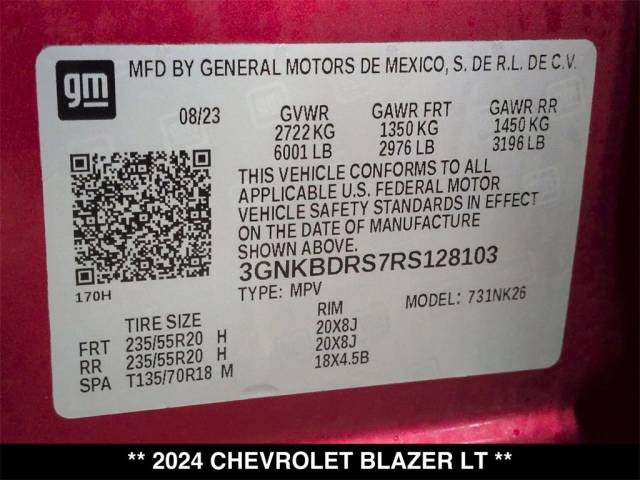 gm
MFD BY GENERAL MOTORS DE MEXICO, S. DE R.L. DE C.V.
08/23 GVWR GAWR FRT GAWR RR
2722 KG 1350 KG 1450 KG
6001 LB 2976 LB 3196 LB
THIS VEHICLE CONFORMS TO ALL
APPLICABLE U.S. FEDERAL MOTOR
VEHICLE SAFETY STANDARDS IN EFFECT
ON THE DATE OF MANUFACTURE
SHOWN ABOVE.
3GNKBDRS7RS128103
170H
TYPE: MPV MODEL: 731NK26
TIRE SIZE RIM
FRT 235/55R20 H 20X8J
RR 235/55R20 H 20X8J
SPA T135/70R18 M 18X4.5B
** 2024 CHEVROLET BLAZER LT **